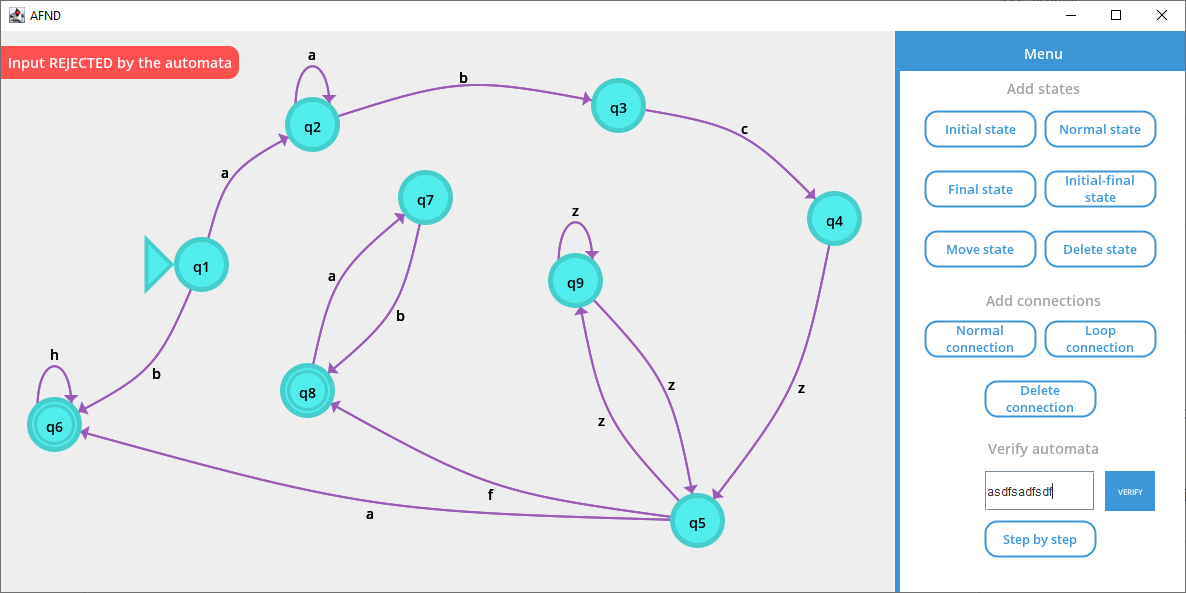 AFND
Input REJECTED by the automata
a
b
q2
q3
c
a
q7
z
q4
q1
a
q9
b
h
b
q8
z
z
z
q6
f
a
q5
Menu
Add states
Initial state
Normal state
Final state
Initial-final
state
Move state
Delete state
Add connections
Normal
connection
Loop
connection
Delete
connection
Verify automata
asdfsadfsdf
VERIFY
Step by step